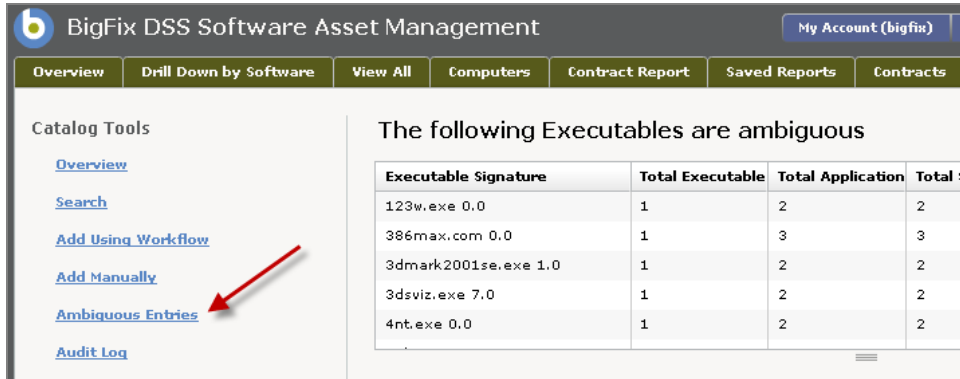 BigFix DSS Software Asset Management
My Account (bigfix)
Overview Drill Down by Software View All Computers Contract Report Saved Reports Contracts
Catalog Tools
Overview
Search
Add Using Workflow
Add Manually
Ambiguous Entries
Audit Log
The following Executables are ambiguous
Executable Signature Total Executable Total Application Total
123w.exe 0.0 1 2 2
386max.com 0.0 1 3 3
3dmark2001se.exe 1.0 1 2 2
3dsviz.exe 7.0 1 2 2
4nt.exe 0.0 1 2 2